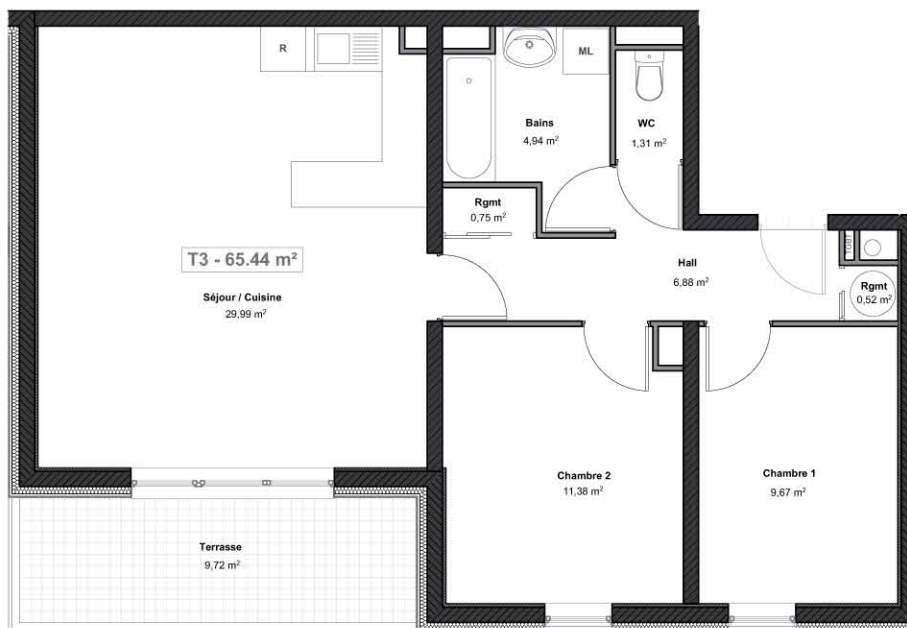 R
ML
Bains
4,94 m²
WC
1,31 m²
Rgmt
0,75 m²
T3 - 65.44 m²
Séjour / Cuisine
29,99 m²
Hall
6,88 m²
TGBT
Rgmt
0,52 m²
Chambre 2
11,38 m²
Chambre 1
9,67 m²
Terrasse
9,72 m²